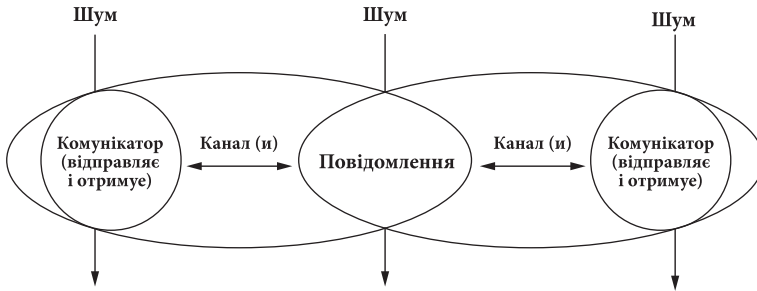 Шум
Шум
Шум
Комунікатор
(відправляє
і отримує)
Канал (и)
Повідомлення
Канал (и)
Комунікатор
(відправляє
і отримує)